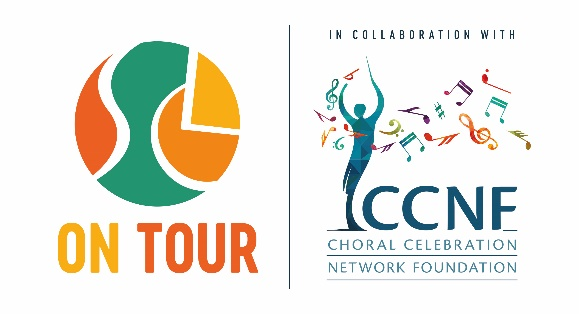 ON TOUR
IN COLLABORATION WITH
CCNF
CHORAL CELEBRATION
NETWORK FOUNDATION